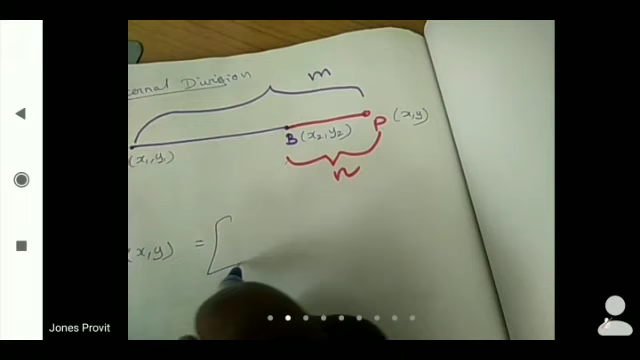 ernal Division
m
P (x,y)
B (x₂, y₂)
(x₁, y₁)
n
(x, y) = [
Jones Provit